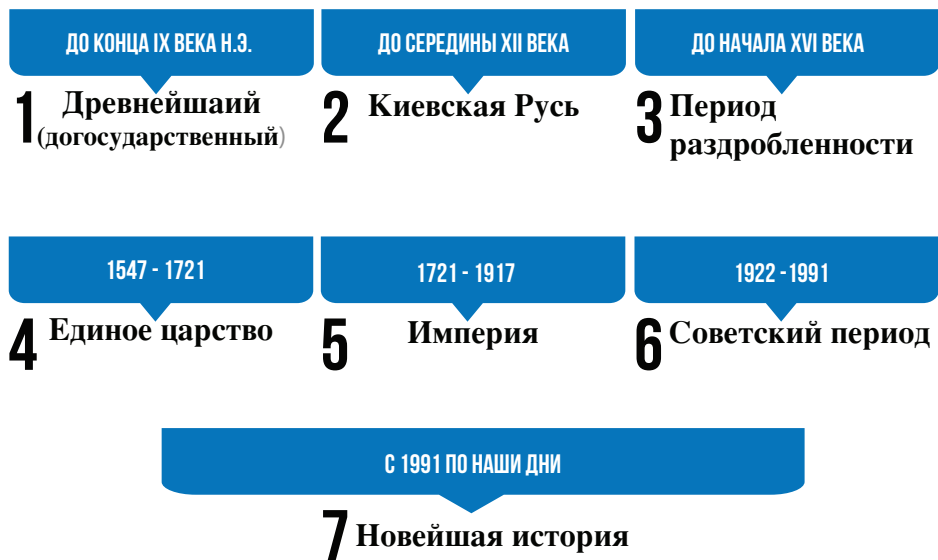 ДО КОНЦА IX ВЕКА Н.Э.
1 Древнейшаий
(догосударственный)
ДО СЕРЕДИНЫ XII ВЕКА
2 Киевская Русь
ДО НАЧАЛА XVI ВЕКА
3 Период
раздробленности
1547 - 1721
4 Единое царство
1721 - 1917
5 Империя
1922 -1991
6 Советский период
С 1991 ПО НАШИ ДНИ
7 Новейшая история